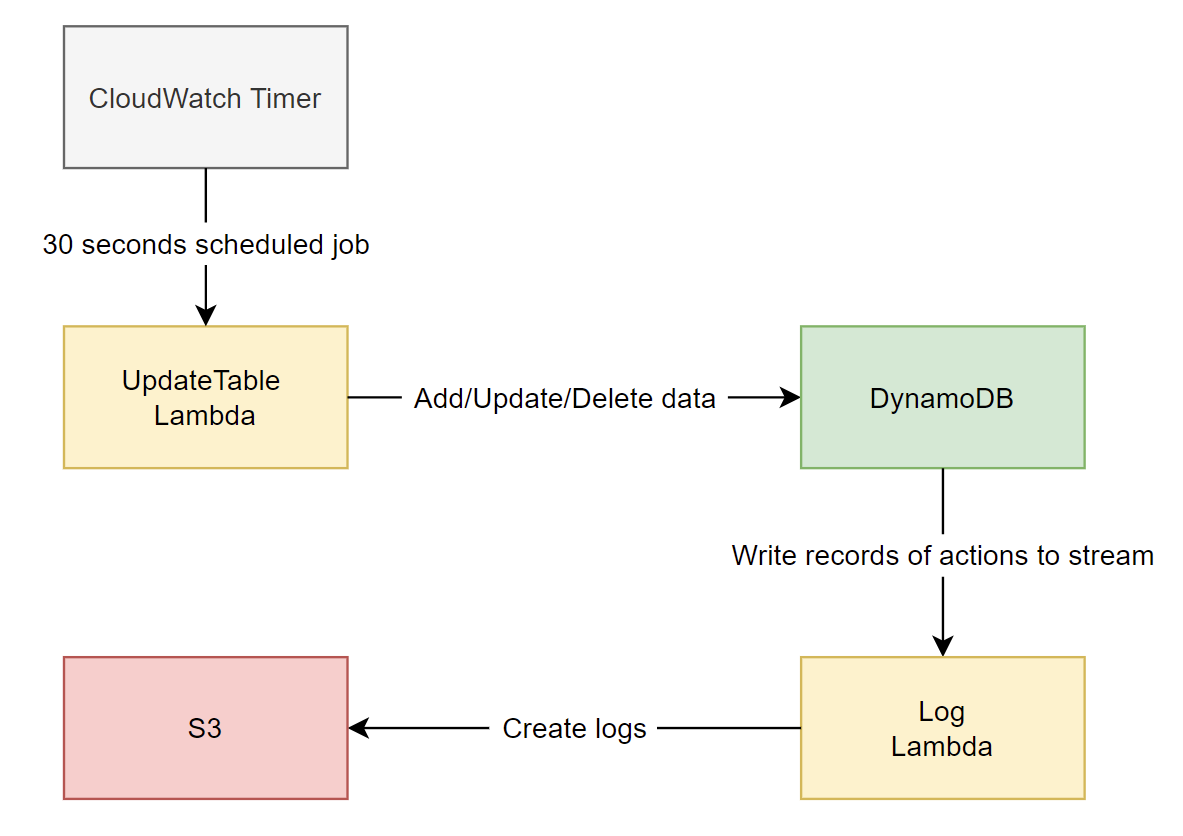 CloudWatch Timer
30 seconds scheduled job
UpdateTable
Lambda
Add/Update/Delete data
DynamoDB
Write records of actions to stream
S3
Create logs
Log
Lambda